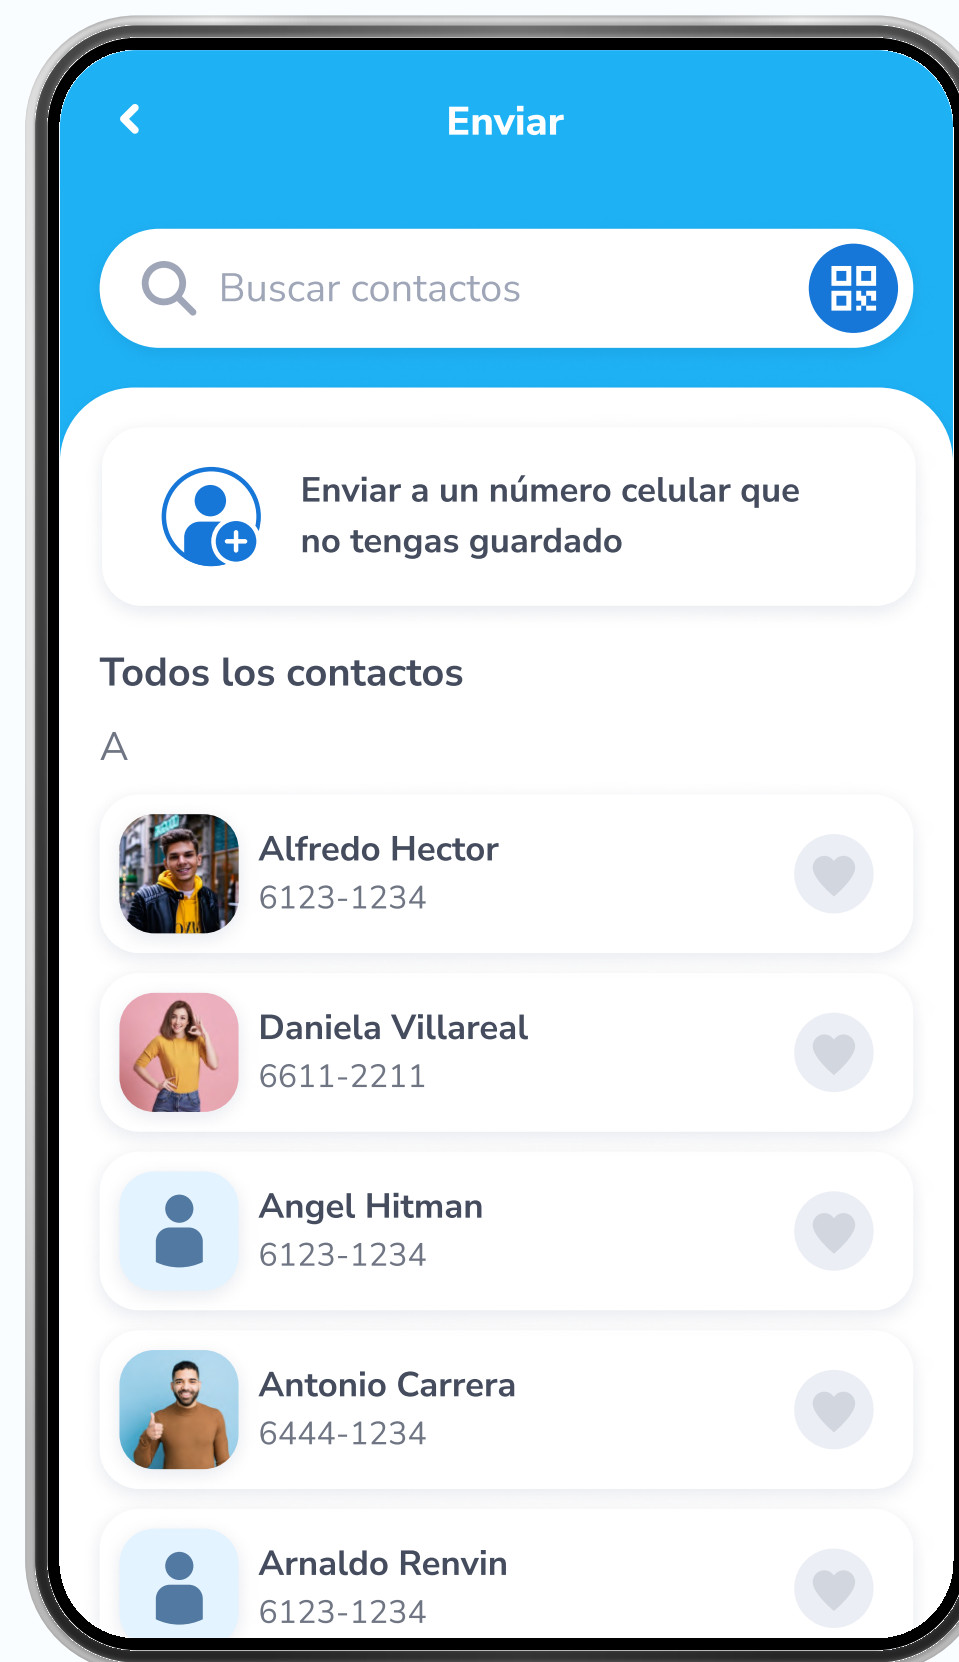 Enviar
Buscar contactos
Enviar a un número celular que
no tengas guardado
Todos los contactos
A
Alfredo Hector
6123-1234
Daniela Villareal
6611-2211
Angel Hitman
6123-1234
Antonio Carrera
6444-1234
Arnaldo Renvin
6123-1234